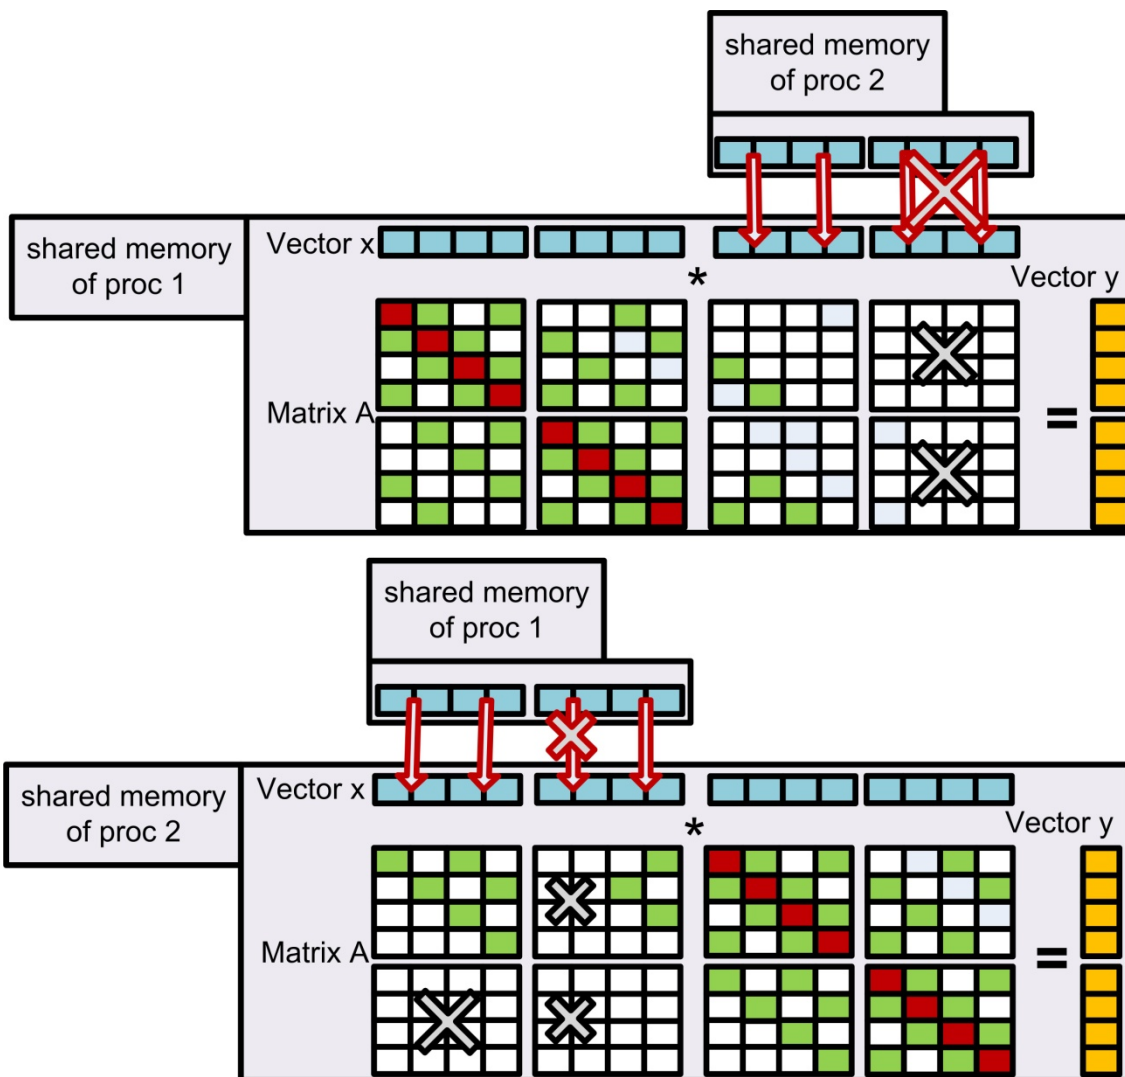 shared memory
of proc 2
shared memory
of proc 1
Vector x
*
Vector y
Matrix A
=
shared memory
of proc 1
shared memory
of proc 2
Vector x
*
Vector y
Matrix A
=